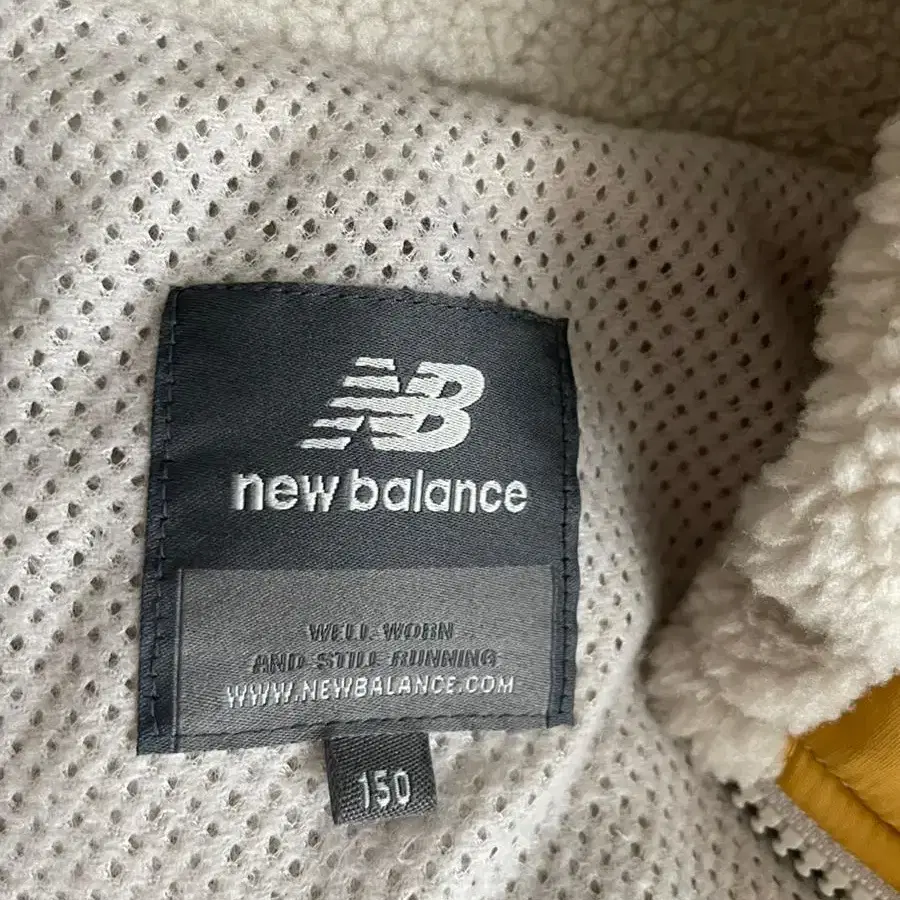 NB
new balance
WELL-WORN
AND STILL RUNNING
WWW.NEWBALANCE.COM
150